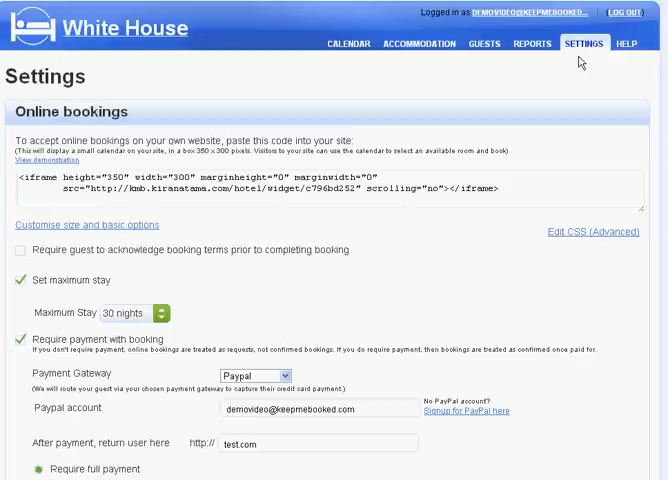 Logged in as DEMOVIDEO@KEEPMEBOOKED... | (LOG OUT)
White House
CALENDAR ACCOMMODATION GUESTS REPORTS SETTINGS HELP
Settings
Online bookings
To accept online bookings on your own website, paste this code into your site:
(This will display a small calendar on your site, in a box 350 x 300 pixels. Visitors to your site can use the calendar to select an available room and book)
View demonstration
<iframe height="350" width="300" marginheight="0" marginwidth="0"
src="http://kmb.kiranatama.com/hotel/widget/c796bd252" scrolling="no"></iframe>
Customise size and basic options
Edit CSS (Advanced)
Require guest to acknowledge booking terms prior to completing booking
Set maximum stay
Maximum Stay 30 nights
Require payment with booking
If you don't require payment, online bookings are treated as requests, not confirmed bookings. If you do require payment, then bookings are treated as confirmed once paid for.
Payment Gateway Paypal
(We will route your guest via your chosen payment gateway to capture their credit card payment.)
No PayPal account?
Paypal account demovideo@keepmebooked.com Signup for PayPal here
After payment, return user here http:// test.com
Require full payment